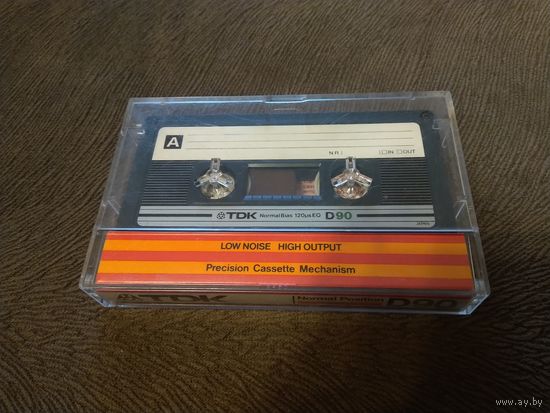 A
NR:
☐IN ☐OUT
TDK Normal Bias 120µs EQ D90
JAPAN
LOW NOISE HIGH OUTPUT
Precision Cassette Mechanism
TDK Normal Position D90
www.ay.by